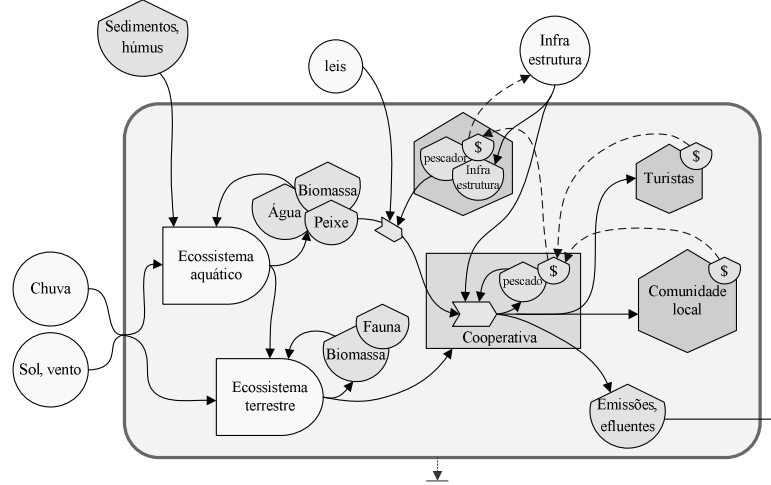 Sedimentos,
húmus
leis
Infra
estrutura
pescador
$
Infra
estrutura
$
Turistas
Biomassa
Água
Peixe
Ecossistema
aquático
Chuva
pescado
$
$
Comunidade
local
Cooperativa
Fauna
Biomassa
Sol, vento
Ecossistema
terrestre
Emissões,
efluentes